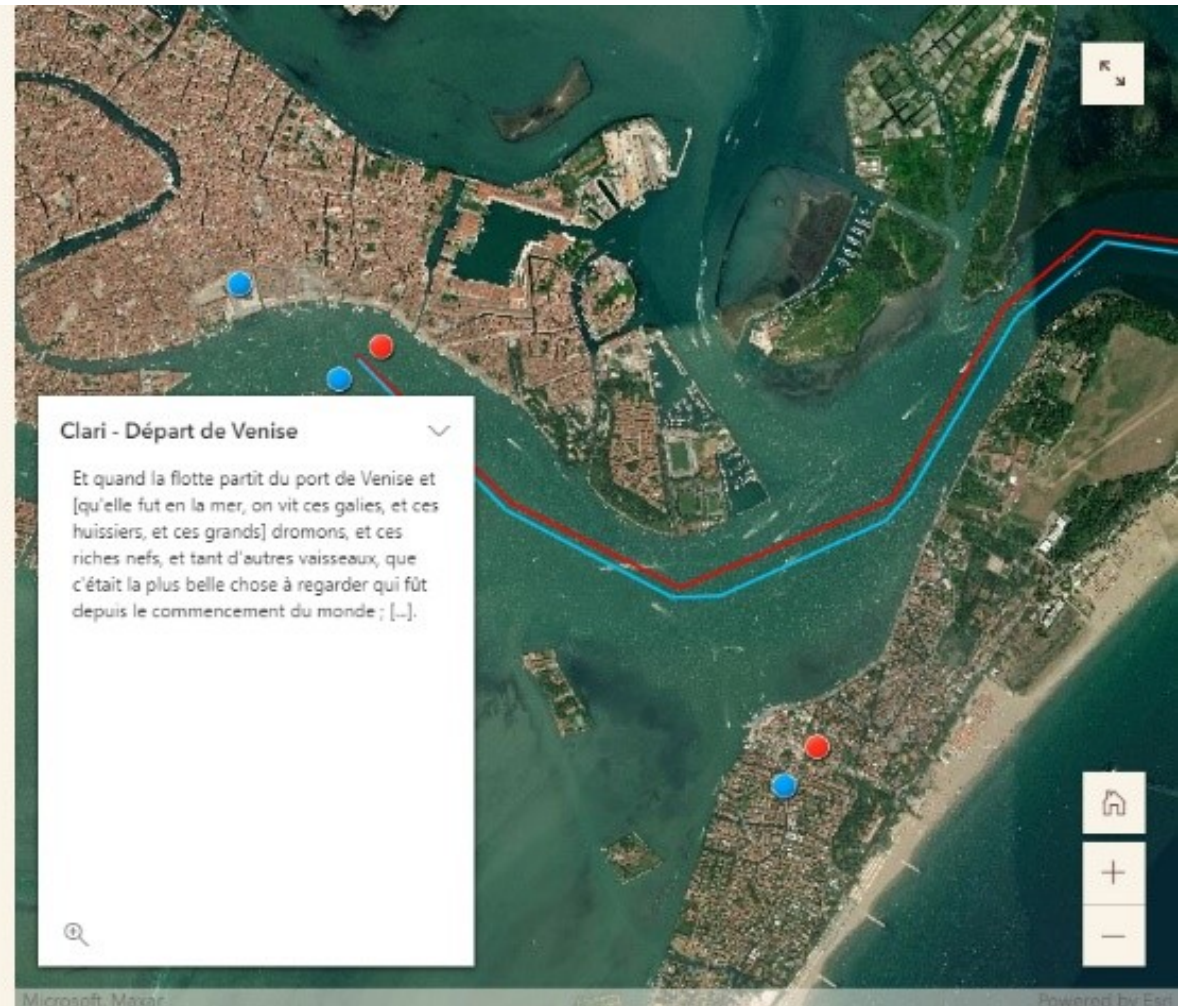 Clari - Départ de Venise
Et quand la flotte partit du port de Venise et
[qu'elle fut en la mer, on vit ces galies, et ces
huissiers, et ces grands] dromons, et ces
riches nefs, et tant d'autres vaisseaux, que
c'était la plus belle chose à regarder qui fût
depuis le commencement du monde ; [...].
Microsoft, Maxar
Powered by Esri